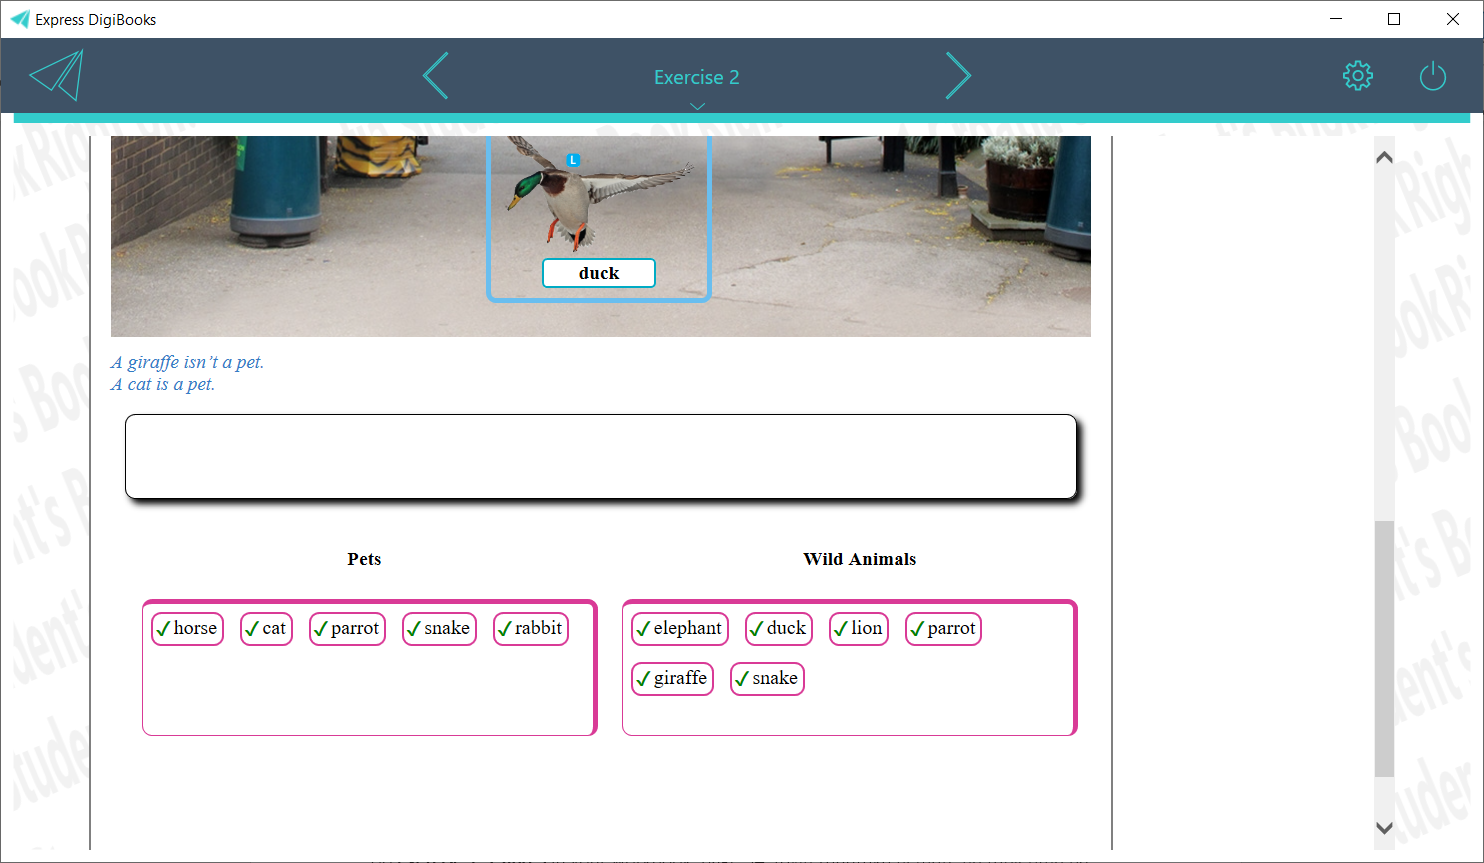 Express DigiBooks
Exercise 2
L
duck
A giraffe isn’t a pet.
A cat is a pet.
Pets
Wild Animals
✓horse ✓cat ✓parrot ✓snake ✓rabbit
✓elephant ✓duck ✓lion ✓parrot
✓giraffe ✓snake